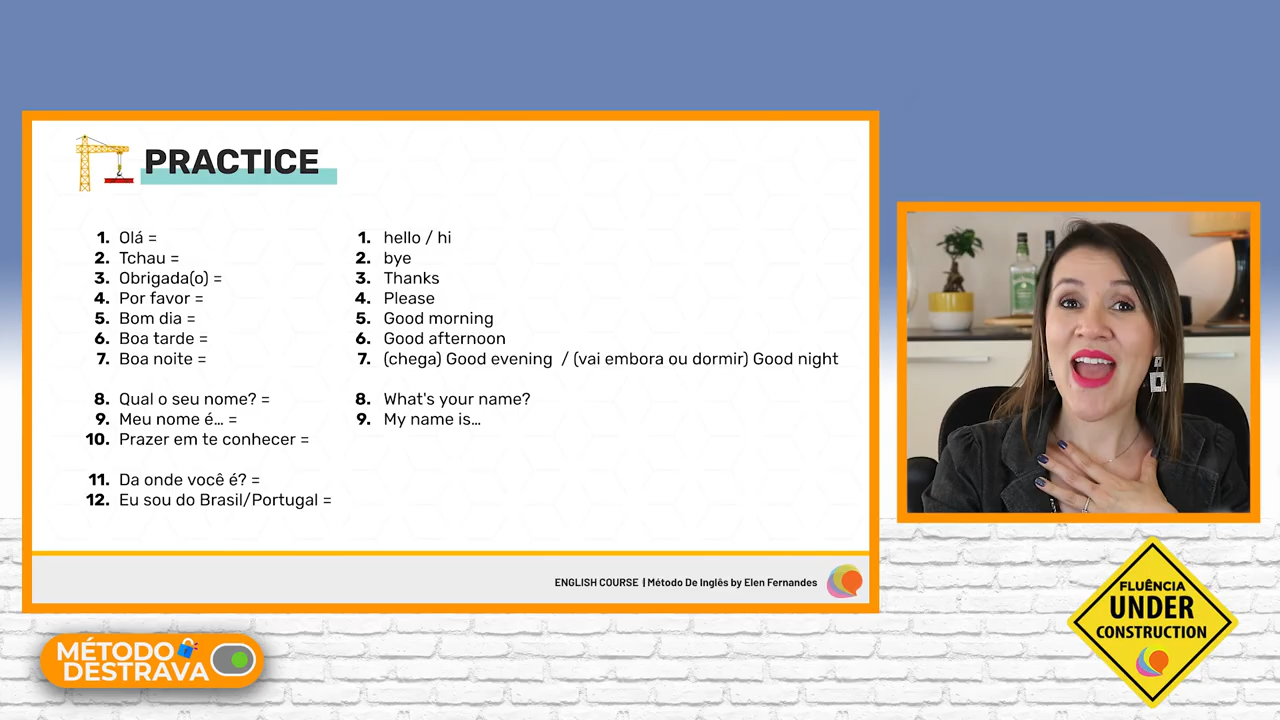 PRACTICE
1. Olá =
2. Tchau =
3. Obrigada(o) =
4. Por favor =
5. Bom dia =
6. Boa tarde =
7. Boa noite =
8. Qual o seu nome? =
9. Meu nome é... =
10. Prazer em te conhecer =
11. Da onde você é? =
12. Eu sou do Brasil/Portugal =
1. hello / hi
2. bye
3. Thanks
4. Please
5. Good morning
6. Good afternoon
7. (chega) Good evening / (vai embora ou dormir) Good night
8. What's your name?
9. My name is...
ENGLISH COURSE | Método De Inglês by Elen Fernandes
MÉTODO
DESTRAVA
FLUÊNCIA
UNDER
CONSTRUCTION